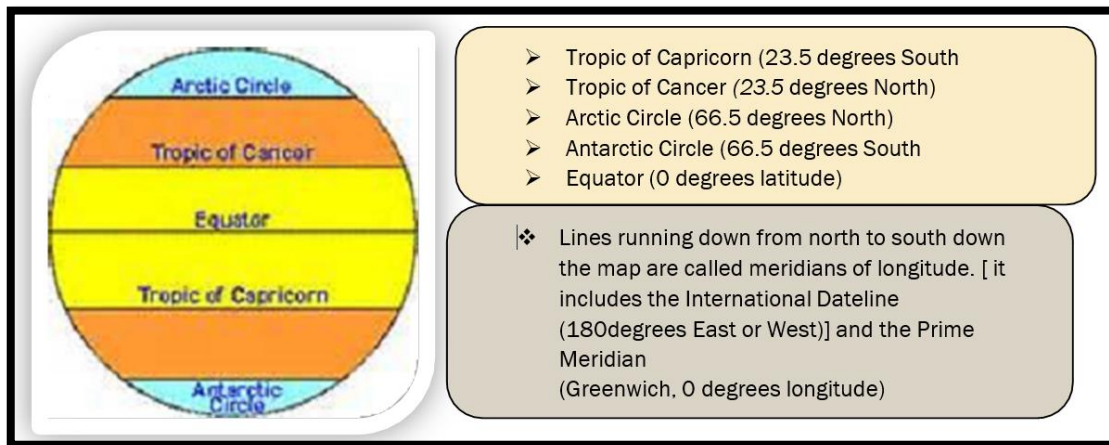 Arctic Circle
Tropic of Cancer
Equator
Tropic of Capricorn
Antarctic
Circle
➢ Tropic of Capricorn (23.5 degrees South
➢ Tropic of Cancer (23.5 degrees North)
➢ Arctic Circle (66.5 degrees North)
➢ Antarctic Circle (66.5 degrees South
➢ Equator (0 degrees latitude)
❖ Lines running down from north to south down
the map are called meridians of longitude. [ it
includes the International Dateline
(180degrees East or West)] and the Prime
Meridian
(Greenwich, 0 degrees longitude)